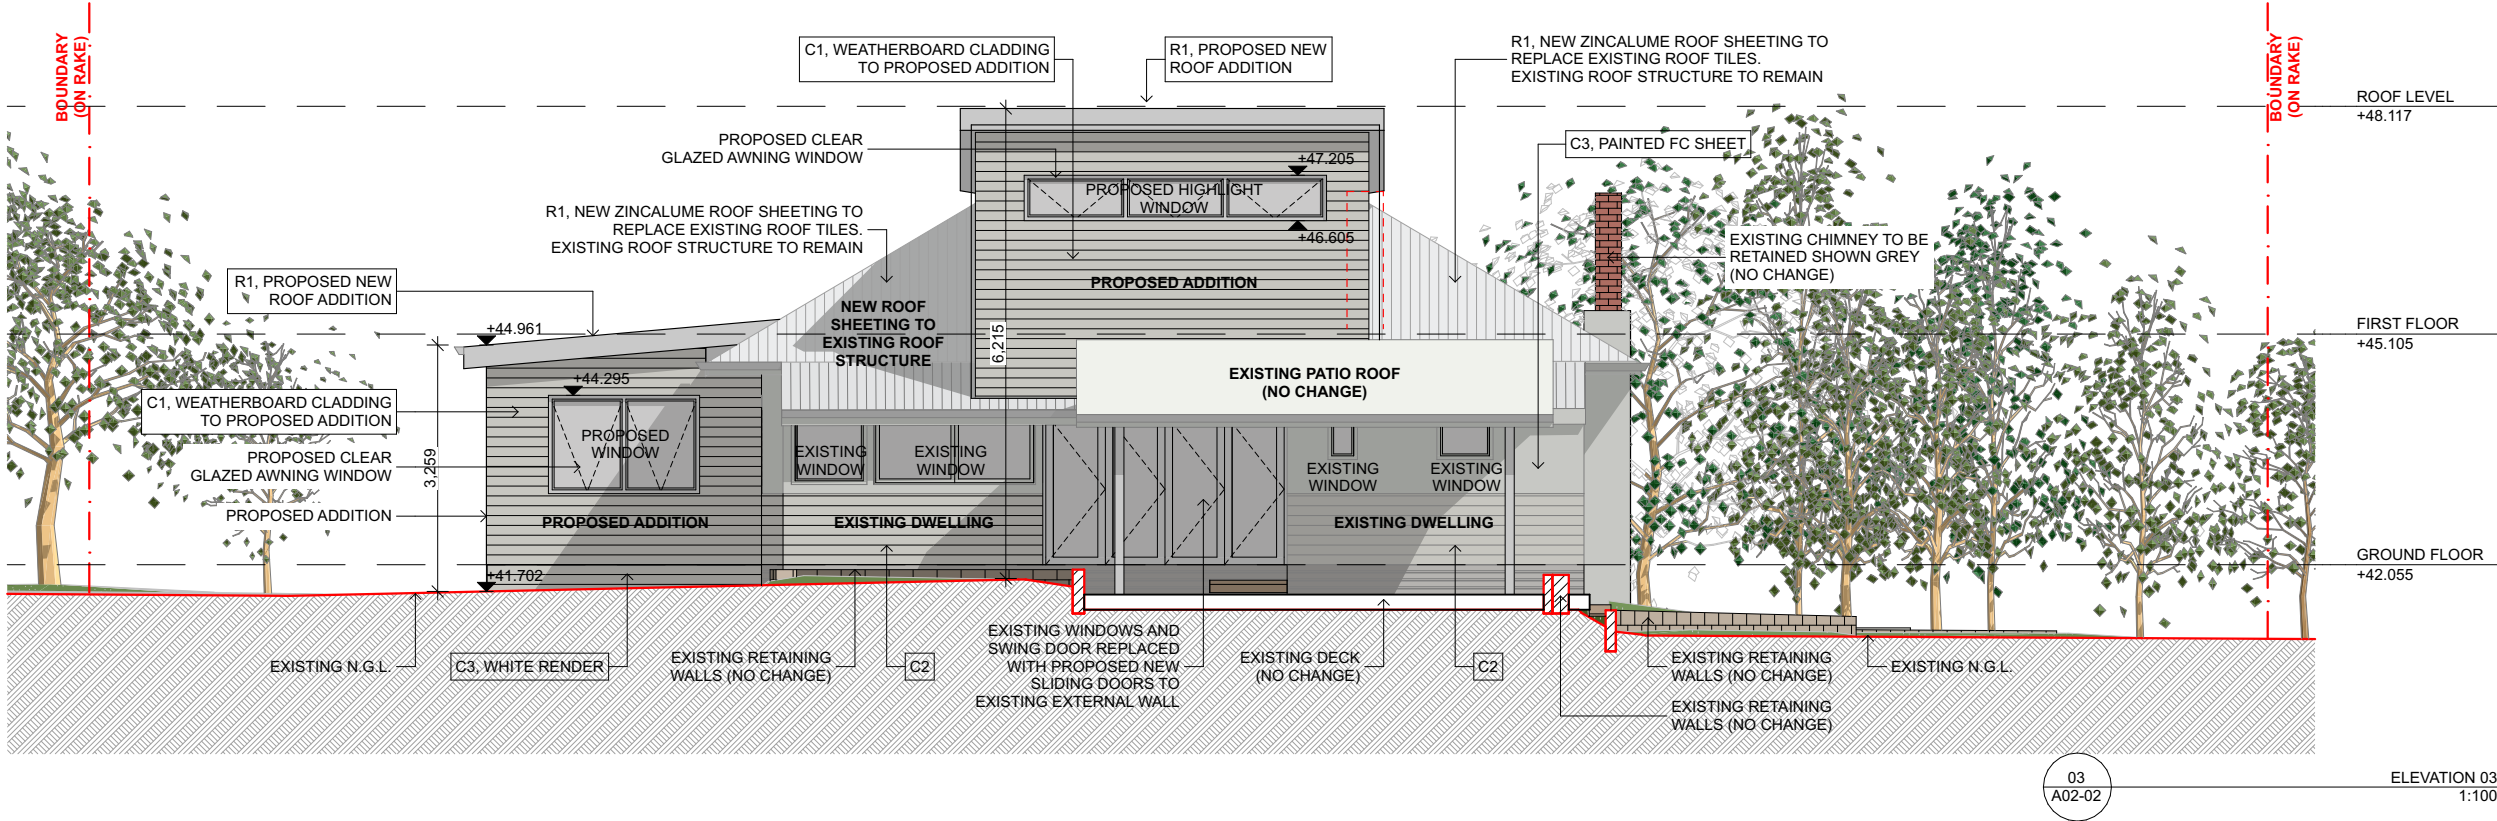 BOUNDARY
(ON RAKE)
C1, WEATHERBOARD CLADDING
TO PROPOSED ADDITION
R1, PROPOSED NEW
ROOF ADDITION
R1, NEW ZINCALUME ROOF SHEETING TO
REPLACE EXISTING ROOF TILES.
EXISTING ROOF STRUCTURE TO REMAIN
BOUNDARY
(ON RAKE)
ROOF LEVEL
+48.117
PROPOSED CLEAR
GLAZED AWNING WINDOW
C3, PAINTED FC SHEET
+47.205
PROPOSED HIGHLIGHT
WINDOW
+46.605
R1, NEW ZINCALUME ROOF SHEETING TO
REPLACE EXISTING ROOF TILES.
EXISTING ROOF STRUCTURE TO REMAIN
EXISTING CHIMNEY TO BE
RETAINED SHOWN GREY
(NO CHANGE)
R1, PROPOSED NEW
ROOF ADDITION
PROPOSED ADDITION
NEW ROOF
SHEETING TO
EXISTING ROOF
STRUCTURE
6,215
+44.961
FIRST FLOOR
+45.105
EXISTING PATIO ROOF
(NO CHANGE)
+44.295
C1, WEATHERBOARD CLADDING
TO PROPOSED ADDITION
PROPOSED
WINDOW
EXISTING
WINDOW
EXISTING
WINDOW
EXISTING
WINDOW
EXISTING
WINDOW
PROPOSED CLEAR
GLAZED AWNING WINDOW
3,259
PROPOSED ADDITION
PROPOSED ADDITION
EXISTING DWELLING
EXISTING DWELLING
GROUND FLOOR
+42.055
+41.702
EXISTING N.G.L.
C3, WHITE RENDER
EXISTING RETAINING
WALLS (NO CHANGE)
C2
EXISTING WINDOWS AND
SWING DOOR REPLACED
WITH PROPOSED NEW
SLIDING DOORS TO
EXISTING EXTERNAL WALL
EXISTING DECK
(NO CHANGE)
C2
EXISTING RETAINING
WALLS (NO CHANGE)
EXISTING N.G.L.
EXISTING RETAINING
WALLS (NO CHANGE)
03
A02-02
ELEVATION 03
1:100